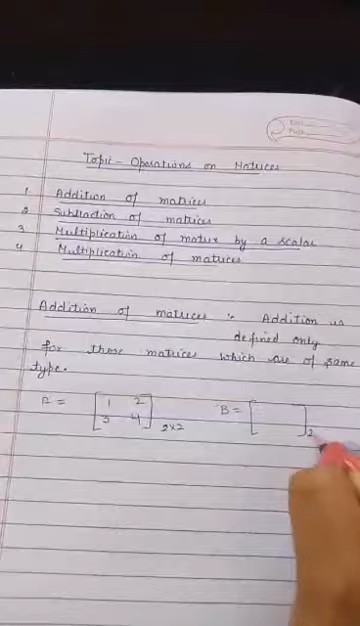 Topic - Operations on Matrices
1 Addition of matrices
2 Subtraction of matrices
3 Multiplication of matrix by a scalar
4 Multiplication of matrices
Addition of matrices :- Addition is
defined only
for those matrices which are of same
type.
A = [1 2 B = [ ]2
3 4] 2x2